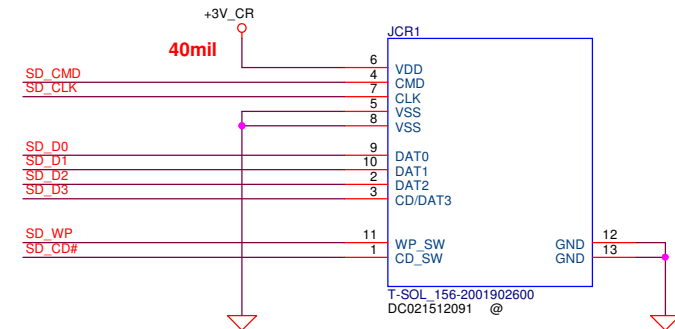 +3V_CR
JCR1
40mil
6 VDD
SD_CMD 4 CMD
SD_CLK 7 CLK
5 VSS
8 VSS
SD_D0 9 DAT0
SD_D1 10 DAT1
SD_D2 2 DAT2
SD_D3 3 CD/DAT3
SD_WP 11 WP_SW GND 12
SD_CD# 1 CD_SW GND 13
T-SOL_156-2001902600
DC021512091 @